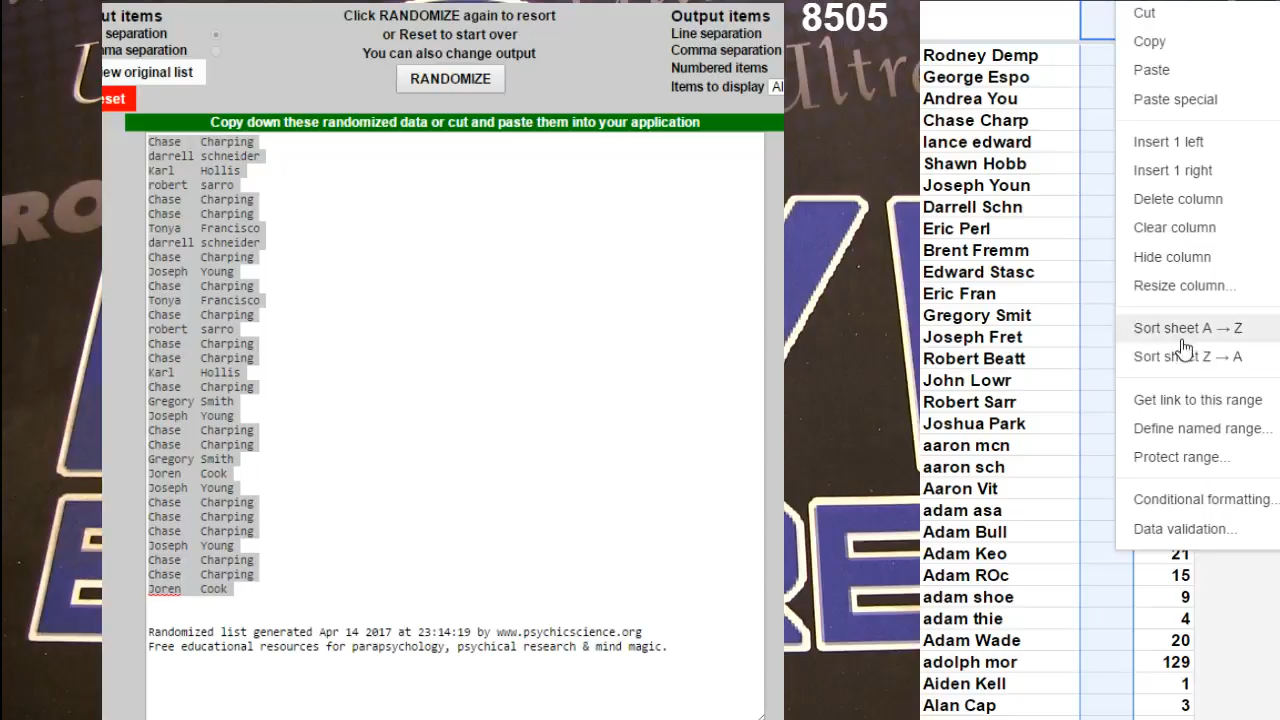 ut items
separation
nma separation
ew original list
eset
Click RANDOMIZE again to resort
or Reset to start over
You can also change output
RANDOMIZE
Output items
Line separation
Comma separation
Numbered items
Items to display
8505
Copy down these randomized data or cut and paste them into your application
Chase Charping
darrell schneider
Karl Hollis
robert sarro
Chase Charping
Chase Charping
Tonya Francisco
darrell schneider
Chase Charping
Joseph Young
Chase Charping
Tonya Francisco
Chase Charping
robert sarro
Chase Charping
Chase Charping
Karl Hollis
Chase Charping
Gregory Smith
Joseph Young
Chase Charping
Chase Charping
Gregory Smith
Joren Cook
Joseph Young
Chase Charping
Chase Charping
Chase Charping
Joseph Young
Chase Charping
Chase Charping
Joren Cook
Randomized list generated Apr 14 2017 at 23:14:19 by www.psychicscience.org
Free educational resources for parapsychology, psychical research & mind magic.
Rodney Demp
George Espo
Andrea You
Chase Charp
lance edward
Shawn Hobb
Joseph Youn
Darrell Schn
Eric Perl
Brent Fremm
Edward Stasc
Eric Fran
Gregory Smit
Joseph Fret
Robert Beatt
John Lowr
Robert Sarr
Joshua Park
aaron mcn
aaron sch
Aaron Vit
adam asa
Adam Bull
Adam Keo 21
Adam ROc 15
adam shoe 9
adam thie 4
Adam Wade 20
adolph mor 129
Aiden Kell 1
Alan Cap 3
Cut
Copy
Paste
Paste special
Insert 1 left
Insert 1 right
Delete column
Clear column
Hide column
Resize column...
Sort sheet A → Z
Sort sheet Z → A
Get link to this range
Define named range...
Protect range...
Conditional formatting...
Data validation...